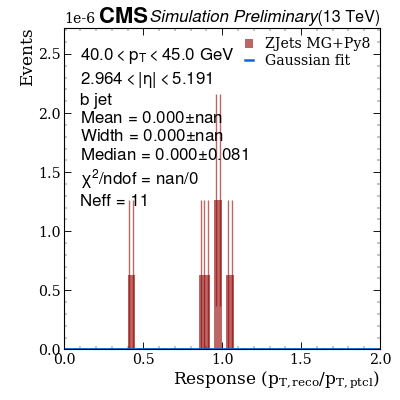 1e-6 CMS Simulation Preliminary (13 TeV)
Events
ZJets MG+Py8
Gaussian fit
40.0 < p_T < 45.0 GeV
2.964 < |η| < 5.191
b jet
Mean = 0.000±nan
Width = 0.000±nan
Median = 0.000±0.081
χ²/ndof = nan/0
Neff = 11
2.5
2.0
1.5
1.0
0.5
0.0
0.0 0.5 1.0 1.5 2.0
Response (p_T,reco/p_T,ptcl)